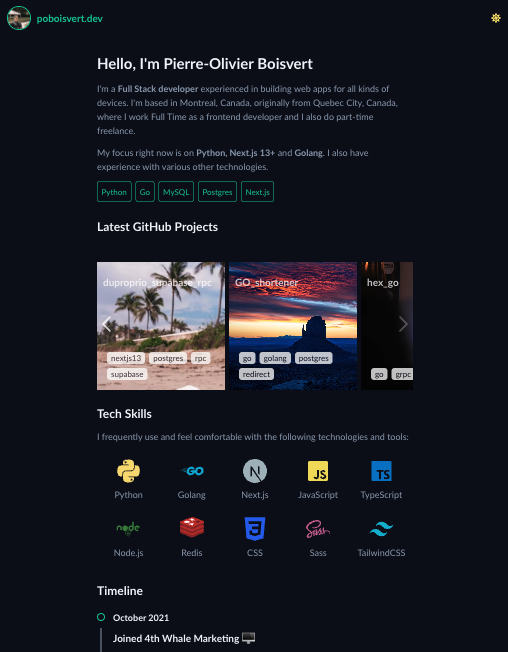 poboisvert.dev
Hello, I'm Pierre-Olivier Boisvert
I'm a Full Stack developer experienced in building web apps for all kinds of
devices. I'm based in Montreal, Canada, originally from Quebec City, Canada,
where I work Full Time as a frontend developer and I also do part-time
freelance.
My focus right now is on Python, Next.js 13+ and Golang. I also have
experience with various other technologies.
Python Go MySQL Postgres Next.js
Latest GitHub Projects
duproprio_supabase_rpc GO_shortener hex_go
nextjs13 postgres rpc go golang postgres
supabase redirect go grpc
Tech Skills
I frequently use and feel comfortable with the following technologies and tools:
GO N JS TS
Python Golang Next.js JavaScript TypeScript
node 3 Sass
Node.js Redis CSS Sass TailwindCSS
Timeline
October 2021
Joined 4th Whale Marketing